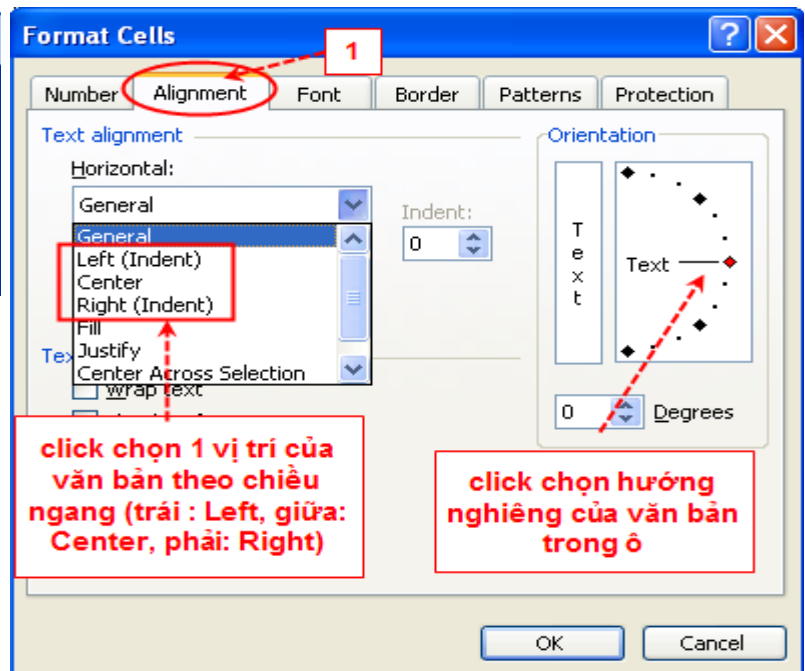 Format Cells
1
Number Alignment Font Border Patterns Protection
Text alignment
Horizontal:
General
General
Left (Indent)
Center
Right (Indent)
Fill
Justify
Center Across Selection
Indent:
0
Wrap text
click chọn 1 vị trí của
văn bản theo chiều
ngang (trái : Left, giữa:
Center, phải: Right)
Orientation
Text
Text
0 Degrees
click chọn hướng
nghiêng của văn bản
trong ô
OK Cancel